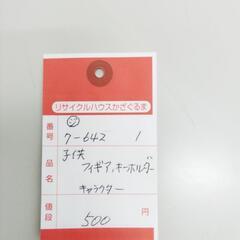 リサイクルハウスかざぐるま
番号 7-642 1
品名 子供
フィギア、キーホルダー
キャラクター
値段 500 円